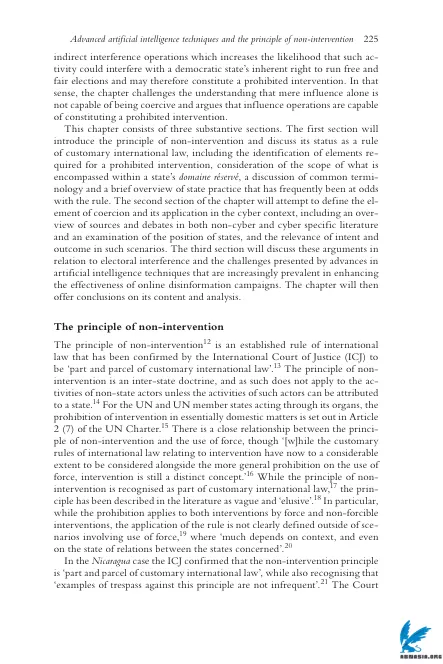 Advanced artificial intelligence techniques and the principle of non-intervention 225
indirect interference operations which increases the likelihood that such ac-
tivity could interfere with a democratic state's inherent right to run free and
fair elections and may therefore constitute a prohibited intervention. In that
sense, the chapter challenges the understanding that mere influence alone is
not capable of being coercive and argues that influence operations are capable
of constituting a prohibited intervention.
This chapter consists of three substantive sections. The first section will
introduce the principle of non-intervention and discuss its status as a rule
of customary international law, including the identification of elements re-
quired for a prohibited intervention, consideration of the scope of what is
encompassed within a state's domaine réservé, a discussion of common termi-
nology and a brief overview of state practice that has frequently been at odds
with the rule. The second section of the chapter will attempt to define the el-
ement of coercion and its application in the cyber context, including an over-
view of sources and debates in both non-cyber and cyber specific literature
and an examination of the position of states, and the relevance of intent and
outcome in such scenarios. The third section will discuss these arguments in
relation to electoral interference and the challenges presented by advances in
artificial intelligence techniques that are increasingly prevalent in enhancing
the effectiveness of online disinformation campaigns. The chapter will then
offer conclusions on its content and analysis.
The principle of non-intervention
The principle of non-intervention12 is an established rule of international
law that has been confirmed by the International Court of Justice (ICJ) to
be 'part and parcel of customary international law'.13 The principle of non-
intervention is an inter-state doctrine, and as such does not apply to the ac-
tivities of non-state actors unless the activities of such actors can be attributed
to a state.14 For the UN and UN member states acting through its organs, the
prohibition of intervention in essentially domestic matters is set out in Article
2 (7) of the UN Charter.15 There is a close relationship between the princi-
ple of non-intervention and the use of force, though '[w]hile the customary
rules of international law relating to intervention have now to a considerable
extent to be considered alongside the more general prohibition on the use of
force, intervention is still a distinct concept.'16 While the principle of non-
intervention is recognised as part of customary international law,17 the prin-
ciple has been described in the literature as vague and 'elusive'.18 In particular,
while the prohibition applies to both interventions by force and non-forcible
interventions, the application of the rule is not clearly defined outside of sce-
narios involving use of force,19 where 'much depends on context, and even
on the state of relations between the states concerned'.20
In the Nicaragua case the ICJ confirmed that the non-intervention principle
is 'part and parcel of customary international law', while also recognising that
'examples of trespass against this principle are not infrequent'.21 The Court